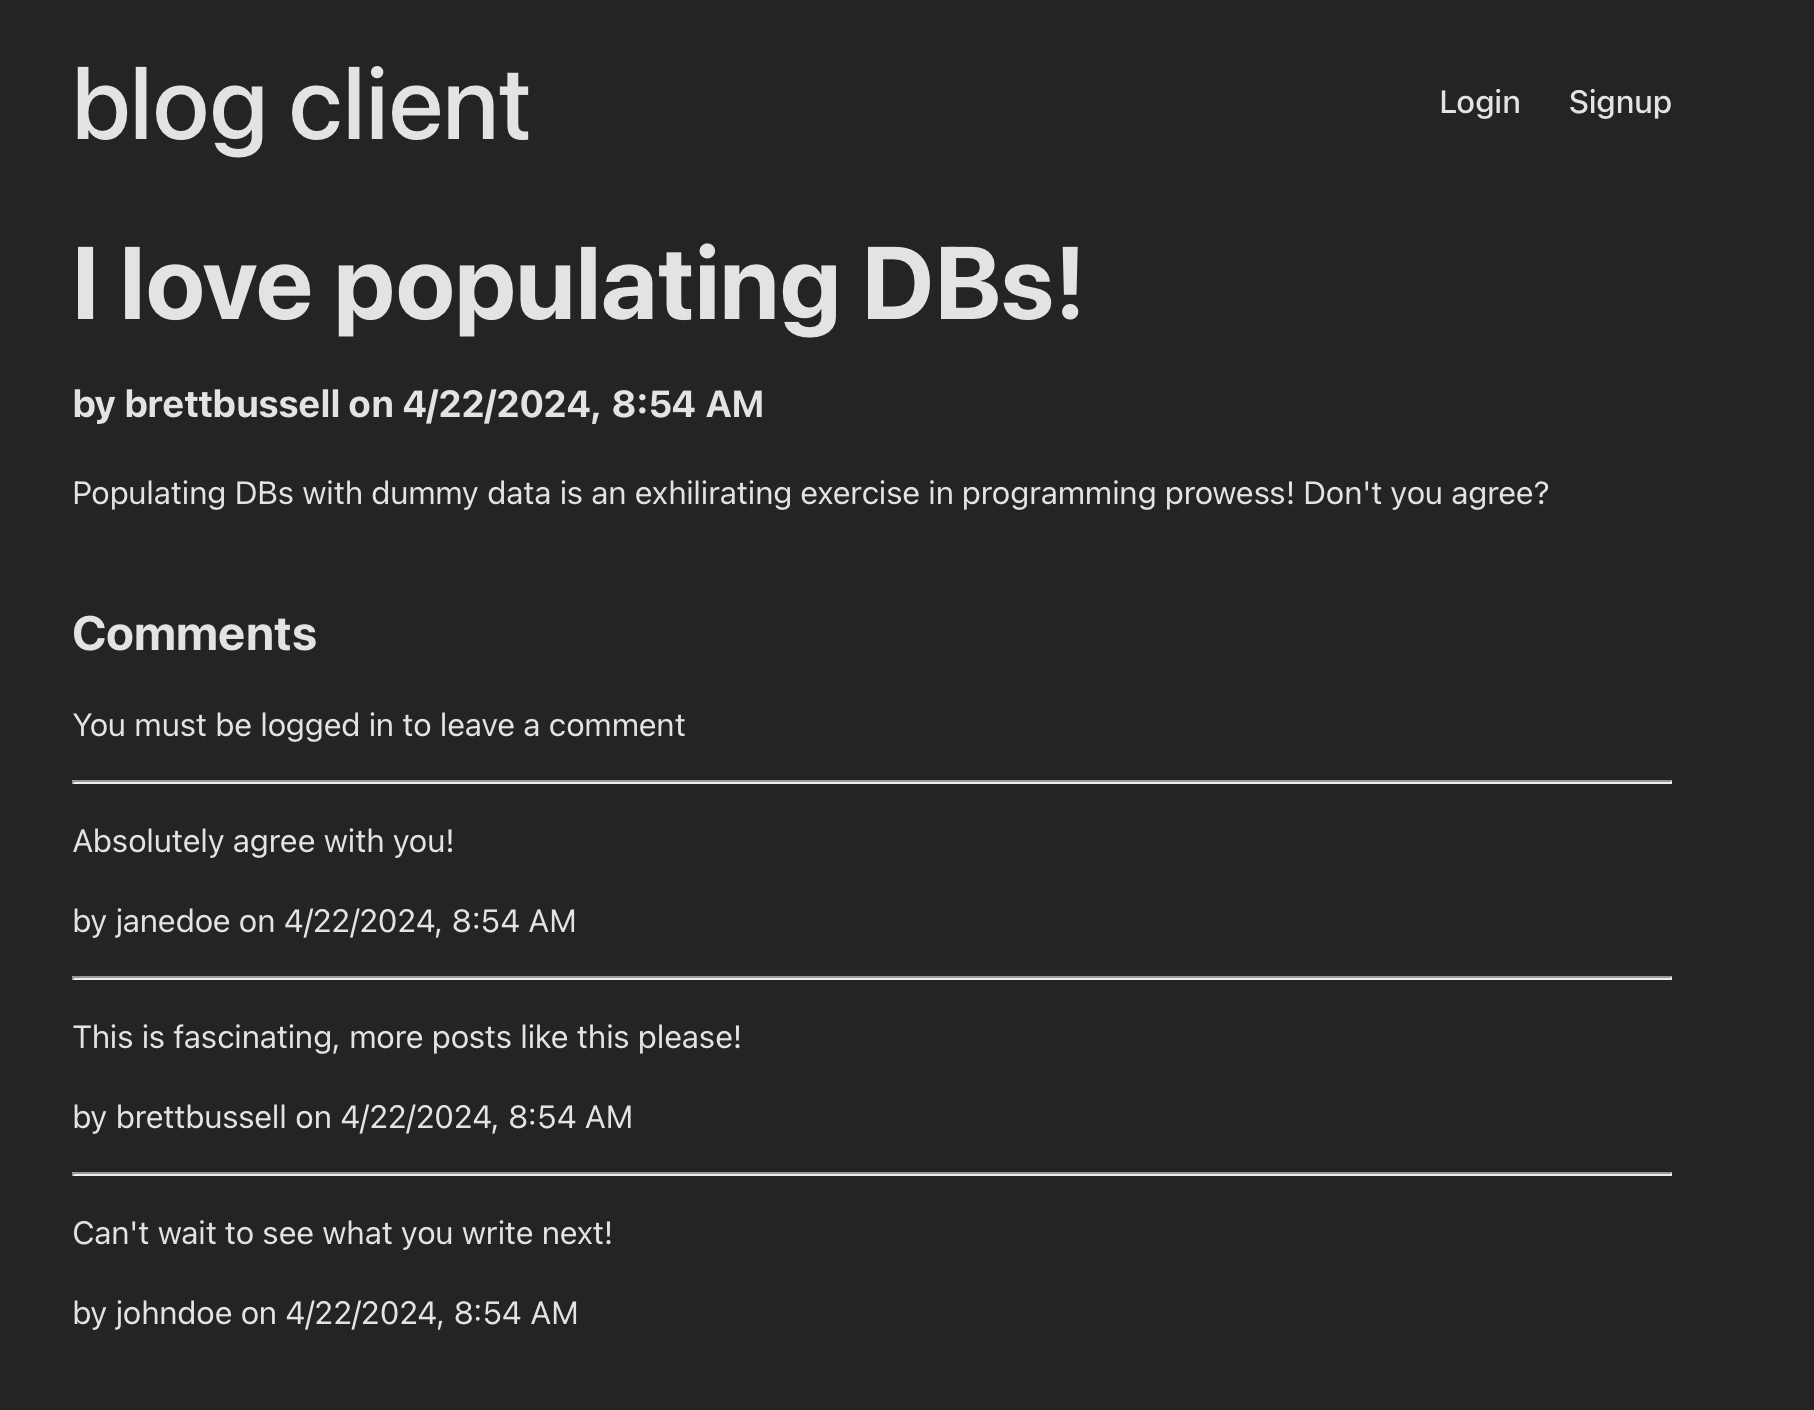 blog client
Login Signup
I love populating DBs!
by brettbussell on 4/22/2024, 8:54 AM
Populating DBs with dummy data is an exhilirating exercise in programming prowess! Don't you agree?
Comments
You must be logged in to leave a comment
Absolutely agree with you!
by janedoe on 4/22/2024, 8:54 AM
This is fascinating, more posts like this please!
by brettbussell on 4/22/2024, 8:54 AM
Can't wait to see what you write next!
by johndoe on 4/22/2024, 8:54 AM